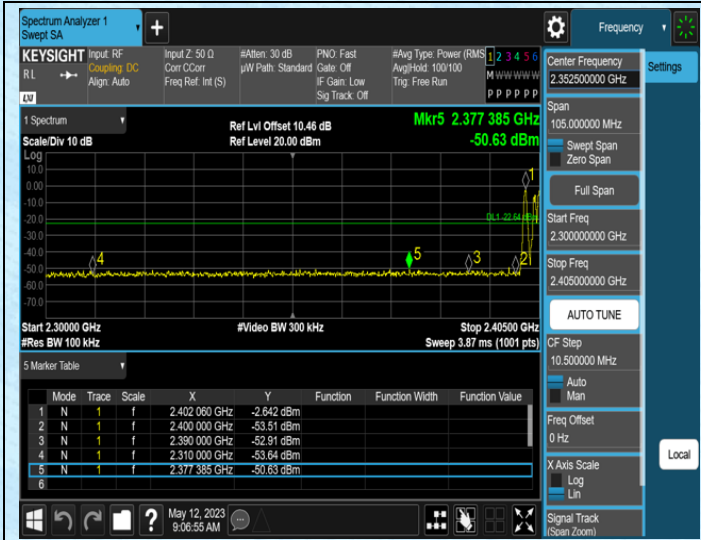 Spectrum Analyzer 1
Swept SA
Frequency
KEYSIGHT
RL
LXI
Input: RF
Coupling: DC
Align: Auto
Input Z: 50 Ω
Corr CCorr
Freq Ref: Int (S)
#Atten: 30 dB
µW Path: Standard
PNO: Fast
Gate: Off
IF Gain: Low
Sig Track: Off
#Avg Type: Power (RMS
Avg|Hold: 100/100
Trig: Free Run
1 2 3 4 5 6
M W W W W W
P P P P P P
1 Spectrum
Scale/Div 10 dB
Log
Ref Lvl Offset 10.46 dB
Ref Level 20.00 dBm
Mkr5 2.377 385 GHz
-50.63 dBm
10.0
0.00
-10.0
-20.0
-30.0
-40.0
-50.0
-60.0
-70.0
1
DL1 -22.64 dBm
4
5
3
2
Start 2.30000 GHz
#Res BW 100 kHz
#Video BW 300 kHz
Stop 2.40500 GHz
Sweep 3.87 ms (1001 pts)
5 Marker Table
Mode Trace Scale X Y Function Function Width Function Value
1 N 1 f 2.402 060 GHz -2.642 dBm
2 N 1 f 2.400 000 GHz -53.51 dBm
3 N 1 f 2.390 000 GHz -52.91 dBm
4 N 1 f 2.310 000 GHz -53.64 dBm
5 N 1 f 2.377 385 GHz -50.63 dBm
6
?
May 12, 2023
9:06:55 AM
Center Frequency
2.352500000 GHz
Span
105.000000 MHz
Swept Span
Zero Span
Full Span
Start Freq
2.300000000 GHz
Stop Freq
2.405000000 GHz
AUTO TUNE
CF Step
10.500000 MHz
Auto
Man
Freq Offset
0 Hz
X Axis Scale
Log
Lin
Signal Track
(Span Zoom)
Settings
Local